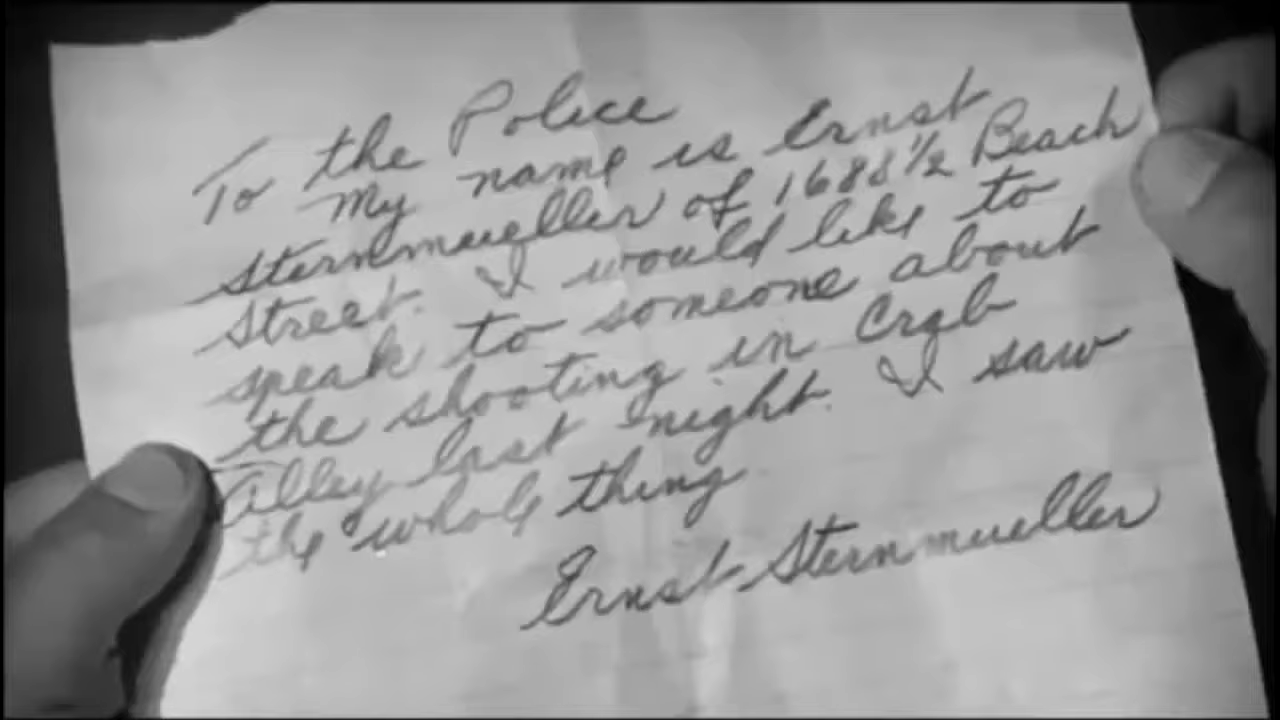 To the Police
My name is Ernst
Sternmueller of 1688½ Beach
Street. I would like to
speak to someone about
the shooting in Crab
Alley last night. I saw
the whole thing
Ernst Sternmueller